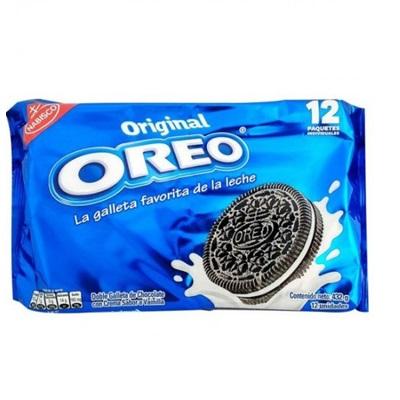 NABISCO
Original
OREO
®
La galleta favorita de la leche
12
PAQUETES
INDIVIDUALES
OREO
Doble Galleta de Chocolate
con Crema Sabor a Vainilla
Contenido neto: 432 g
12 unidades